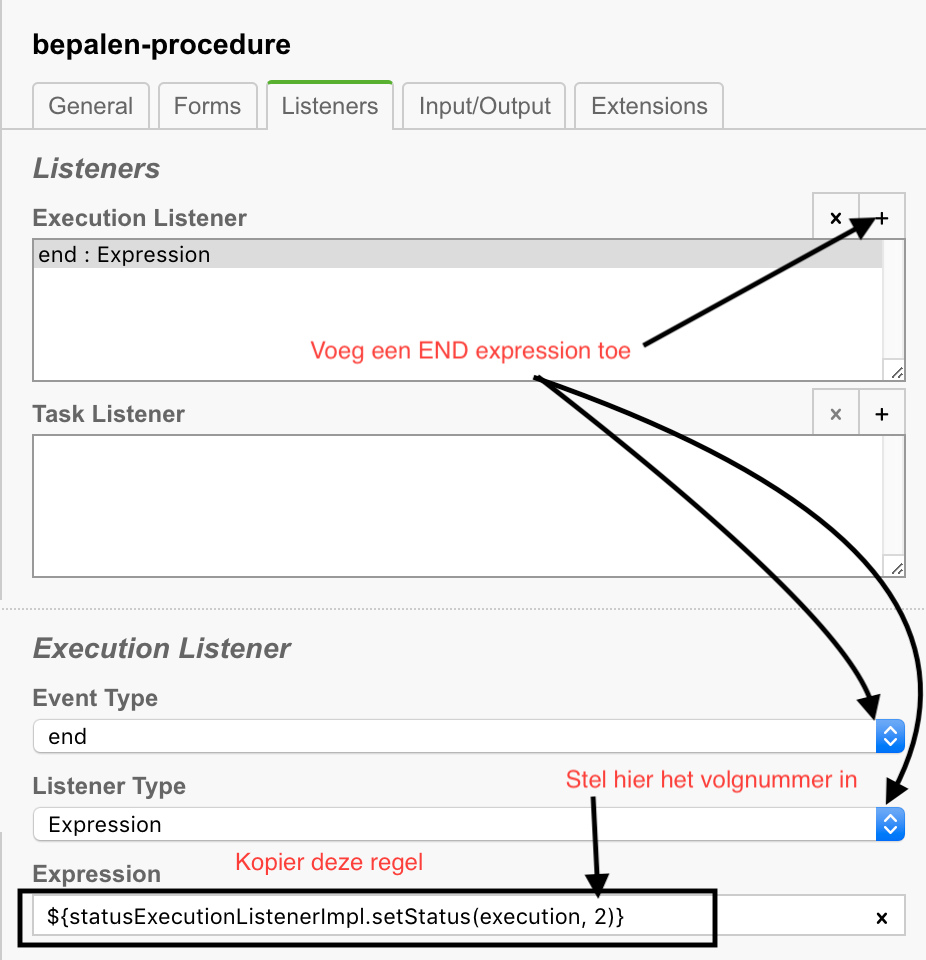 bepalen-procedure
General Forms Listeners Input/Output Extensions
Listeners
Execution Listener
x +
end : Expression
Voeg een END expression toe
Task Listener
x +
Execution Listener
Event Type
end
Stel hier het volgnummer in
Listener Type
Expression
Kopier deze regel
Expression
${statusExecutionListenerImpl.setStatus(execution, 2)}
x